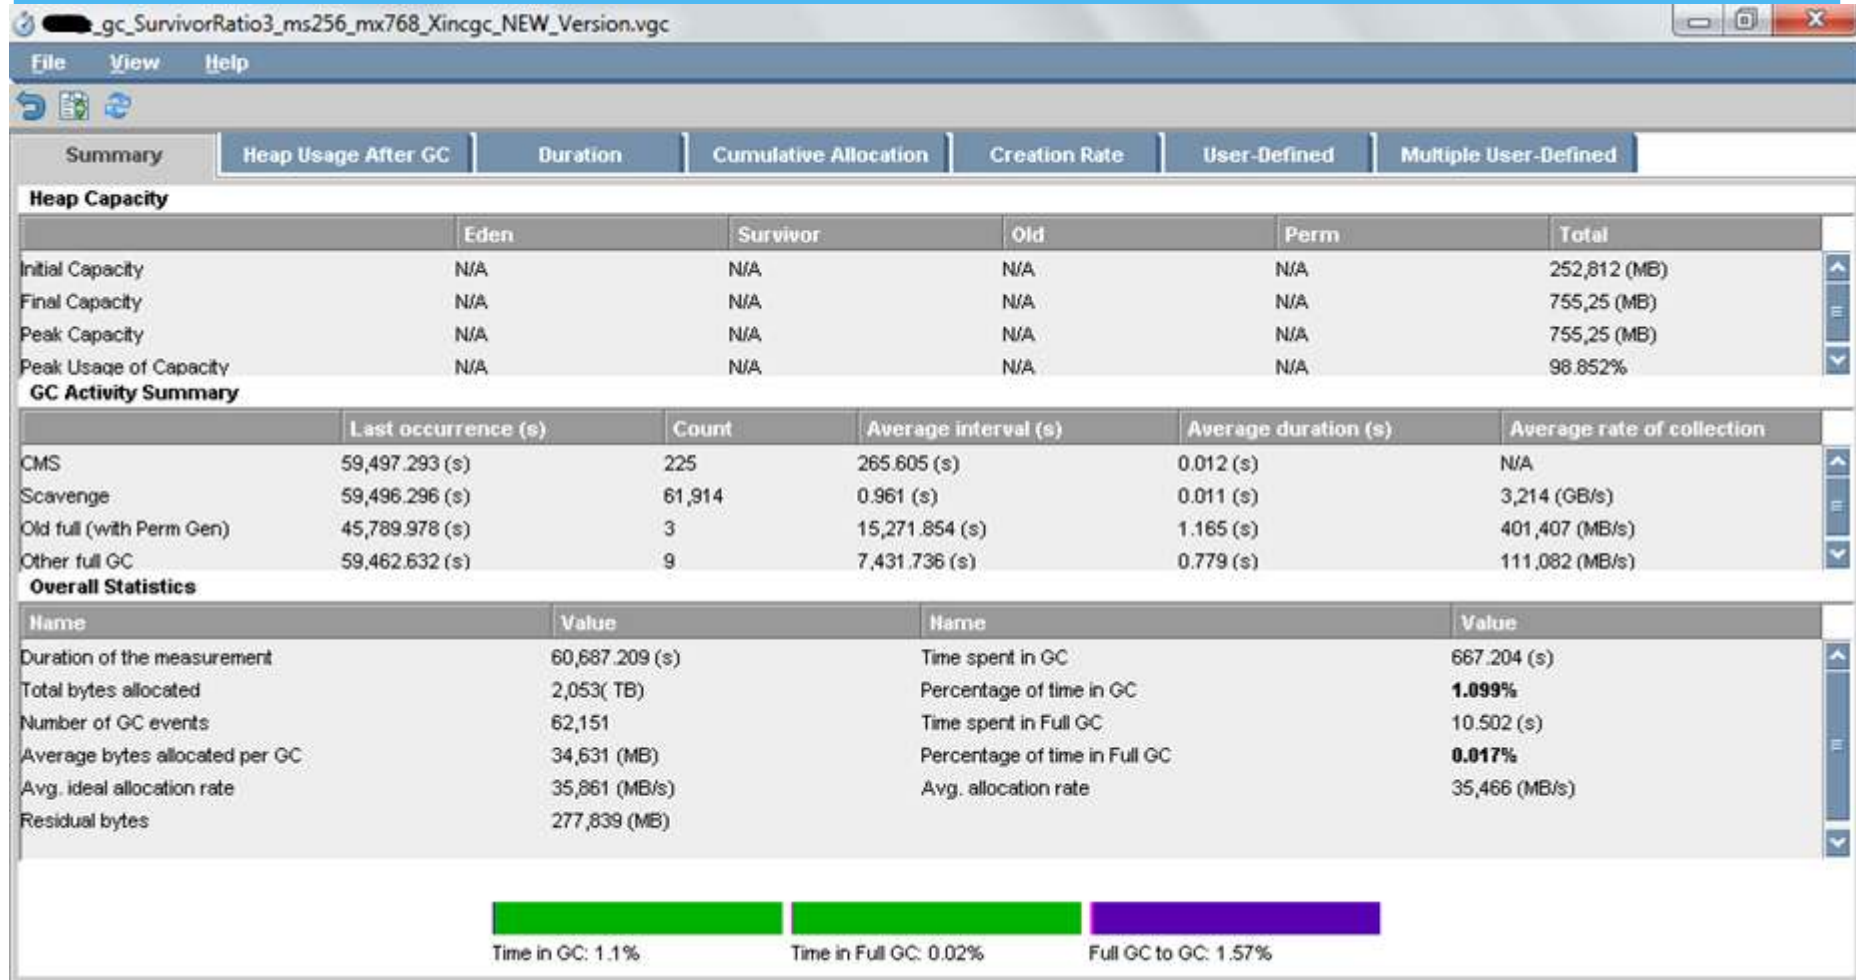 _gc_SurvivorRatio3_ms256_mx768_Xincgc_NEW_Version.vgc
File View Help
Summary Heap Usage After GC Duration Cumulative Allocation Creation Rate User-Defined Multiple User-Defined
Heap Capacity
Eden Survivor Old Perm Total
Initial Capacity N/A N/A N/A N/A 252,812 (MB)
Final Capacity N/A N/A N/A N/A 755,25 (MB)
Peak Capacity N/A N/A N/A N/A 755,25 (MB)
Peak Usage of Capacity N/A N/A N/A N/A 98.852%
GC Activity Summary
Last occurrence (s) Count Average interval (s) Average duration (s) Average rate of collection
CMS 59,497.293 (s) 225 265.605 (s) 0.012 (s) N/A
Scavenge 59,496.296 (s) 61,914 0.961 (s) 0.011 (s) 3,214 (GB/s)
Old full (with Perm Gen) 45,789.978 (s) 3 15,271.854 (s) 1.165 (s) 401,407 (MB/s)
Other full GC 59,462.632 (s) 9 7,431.736 (s) 0.779 (s) 111,082 (MB/s)
Overall Statistics
Name Value Name Value
Duration of the measurement 60,687.209 (s) Time spent in GC 667.204 (s)
Total bytes allocated 2,053( TB) Percentage of time in GC 1.099%
Number of GC events 62,151 Time spent in Full GC 10.502 (s)
Average bytes allocated per GC 34,631 (MB) Percentage of time in Full GC 0.017%
Avg. ideal allocation rate 35,861 (MB/s) Avg. allocation rate 35,466 (MB/s)
Residual bytes 277,839 (MB)
Time in GC: 1.1% Time in Full GC: 0.02% Full GC to GC: 1.57%